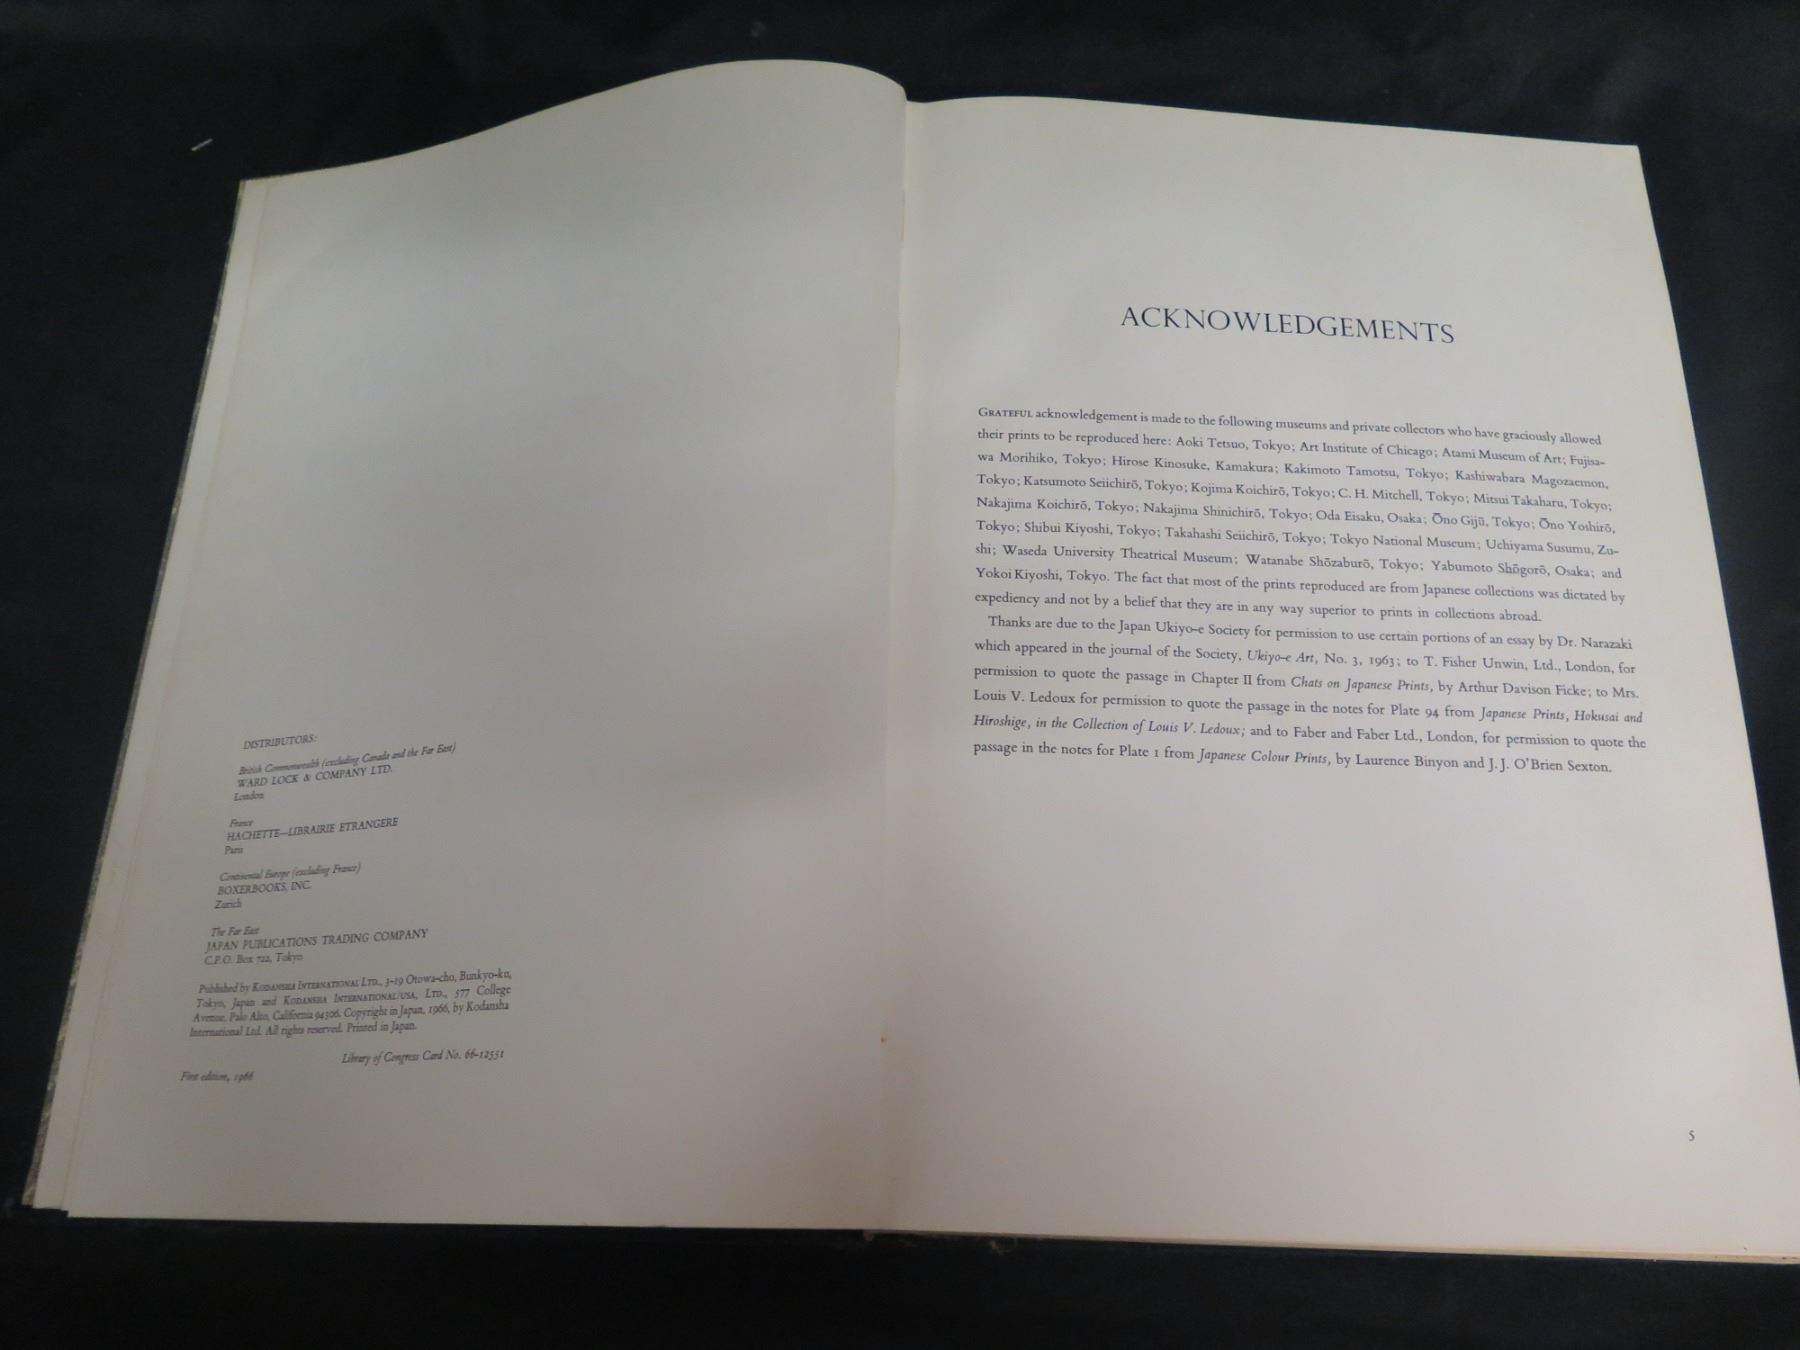 DISTRIBUTORS:
British Commonwealth (excluding Canada and the Far East)
WARD LOCK & COMPANY LTD.
London
France
HACHETTE—LIBRAIRIE ETRANGERE
Paris
Continental Europe (excluding France)
BOXERBOOKS, INC.
Zurich
The Far East
JAPAN PUBLICATIONS TRADING COMPANY
C.P.O. Box 722, Tokyo
Published by KODANSHA INTERNATIONAL LTD., 3-19 Otowa-cho, Bunkyo-ku,
Tokyo, Japan and KODANSHA INTERNATIONAL/USA, LTD., 577 College
Avenue, Palo Alto, California 94306. Copyright in Japan, 1966, by Kodansha
International Ltd. All rights reserved. Printed in Japan.
Library of Congress Card No. 66-12551
First edition, 1966
ACKNOWLEDGEMENTS
GRATEFUL acknowledgement is made to the following museums and private collectors who have graciously allowed
their prints to be reproduced here: Aoki Tetsuo, Tokyo; Art Institute of Chicago; Atami Museum of Art; Fujisa-
wa Morihiko, Tokyo; Hirose Kinosuke, Kamakura; Kakimoto Tamotsu, Tokyo; Kashiwabara Magozaemon,
Tokyo; Katsumoto Seiichirō, Tokyo; Kojima Koichirō, Tokyo; C. H. Mitchell, Tokyo; Mitsui Takaharu, Tokyo;
Nakajima Koichirō, Tokyo; Nakajima Shinichirō, Tokyo; Oda Eisaku, Osaka; Ōno Gijū, Tokyo; Ōno Yoshirō,
Tokyo; Shibui Kiyoshi, Tokyo; Takahashi Seiichirō, Tokyo; Tokyo National Museum; Uchiyama Susumu, Zu-
shi; Waseda University Theatrical Museum; Watanabe Shōzaburō, Tokyo; Yabumoto Shōgorō, Osaka; and
Yokoi Kiyoshi, Tokyo. The fact that most of the prints reproduced are from Japanese collections was dictated by
expediency and not by a belief that they are in any way superior to prints in collections abroad.
Thanks are due to the Japan Ukiyo-e Society for permission to use certain portions of an essay by Dr. Narazaki
which appeared in the journal of the Society, Ukiyo-e Art, No. 3, 1963; to T. Fisher Unwin, Ltd., London, for
permission to quote the passage in Chapter II from Chats on Japanese Prints, by Arthur Davison Ficke; to Mrs.
Louis V. Ledoux for permission to quote the passage in the notes for Plate 94 from Japanese Prints, Hokusai and
Hiroshige, in the Collection of Louis V. Ledoux; and to Faber and Faber Ltd., London, for permission to quote the
passage in the notes for Plate 1 from Japanese Colour Prints, by Laurence Binyon and J. J. O'Brien Sexton.
5